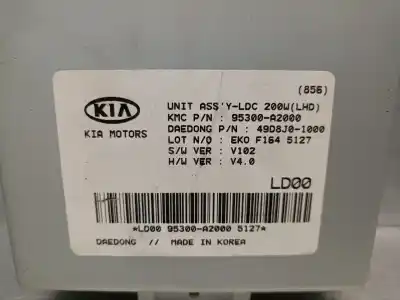 (856)
KIA
KIA MOTORS
UNIT ASS'Y-LDC 200W(LHD)
KMC P/N : 95300-A2000
DAEDONG P/N : 49D8J0-1000
LOT N/O : EKO F164 5127
S/W VER : V102
H/W VER : V4.0
LD00
*LD00 95300-A2000 5127*
DAEDONG // MADE IN KOREA